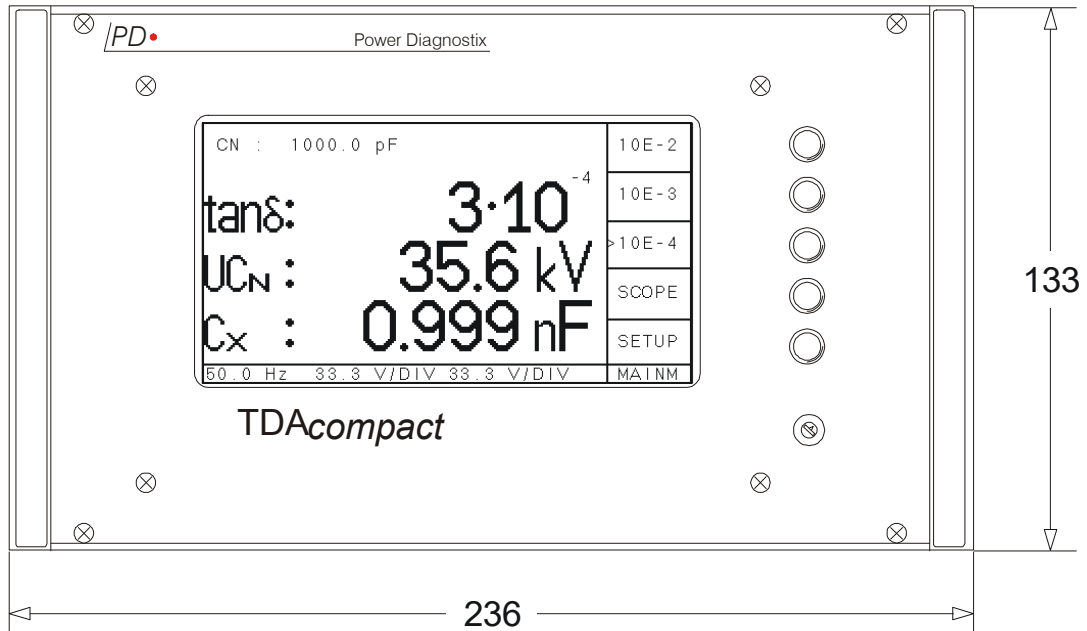 PD•
Power Diagnostix
CN : 1000.0 pF
tanδ: 3·10⁻⁴
UCN : 35.6 kV
Cx : 0.999 nF
50.0 Hz 33.3 V/DIV 33.3 V/DIV
10E-2
10E-3
>10E-4
SCOPE
SETUP
MAINM
TDAcompact
133
236